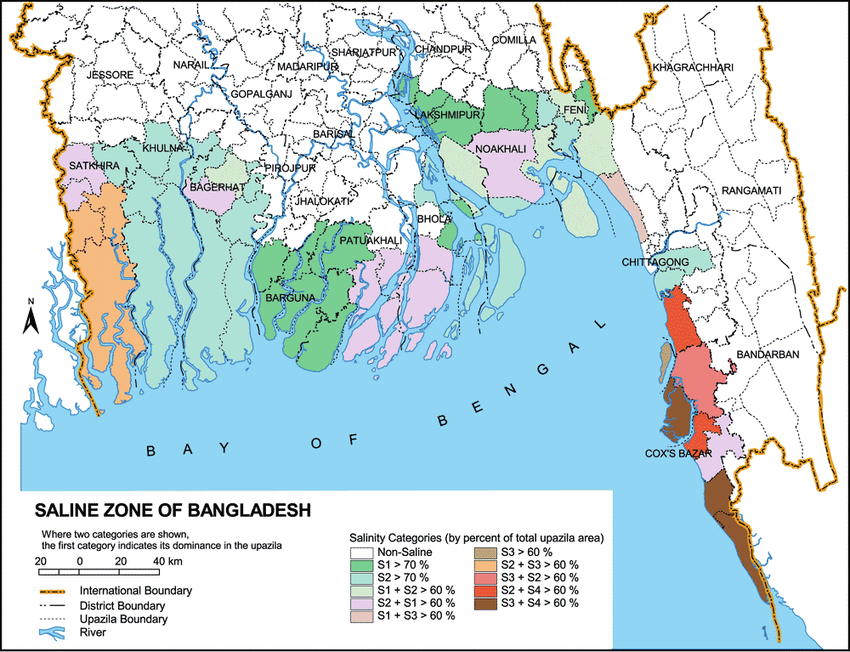 COMILLA
SHARIATPUR
CHANDPUR
NARAIL
MADARIPUR
KHAGRACHHARI
JESSORE
GOPALGANJ
FENI
LAKSHMIPUR
BARISAL
KHULNA
NOAKHALI
SATKHIRA
PIROJPUR
BAGERHAT
RANGAMATI
JHALOKATI
BHOLA
PATUAKHALI
CHITTAGONG
BARGUNA
N
BANDARBAN
BAY OF BENGAL
COX'S BAZAR
SALINE ZONE OF BANGLADESH
Where two categories are shown,
the first category indicates its dominance in the upazila
20 0 20 40 km
International Boundary
District Boundary
Upazila Boundary
River
Salinity Categories (by percent of total upazila area)
Non-Saline
S1 > 70 %
S2 > 70 %
S1 + S2 > 60 %
S2 + S1 > 60 %
S1 + S3 > 60 %
S3 > 60 %
S2 + S3 > 60 %
S3 + S2 > 60 %
S2 + S4 > 60 %
S3 + S4 > 60 %